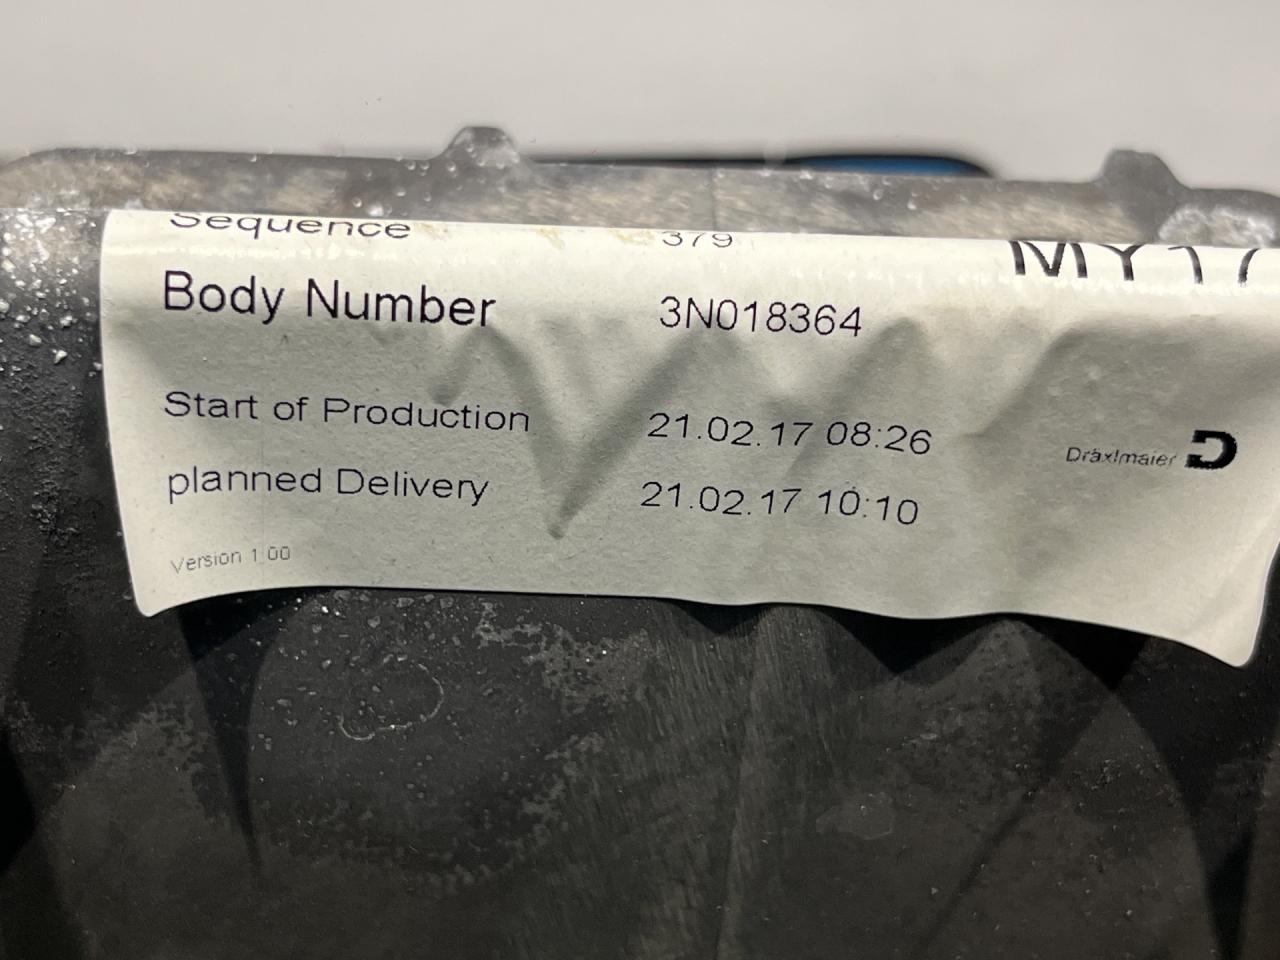 Sequence 379
MY17
Body Number 3N018364
Start of Production 21.02.17 08:26
Dräxlmaier
planned Delivery 21.02.17 10:10
Version 1.00